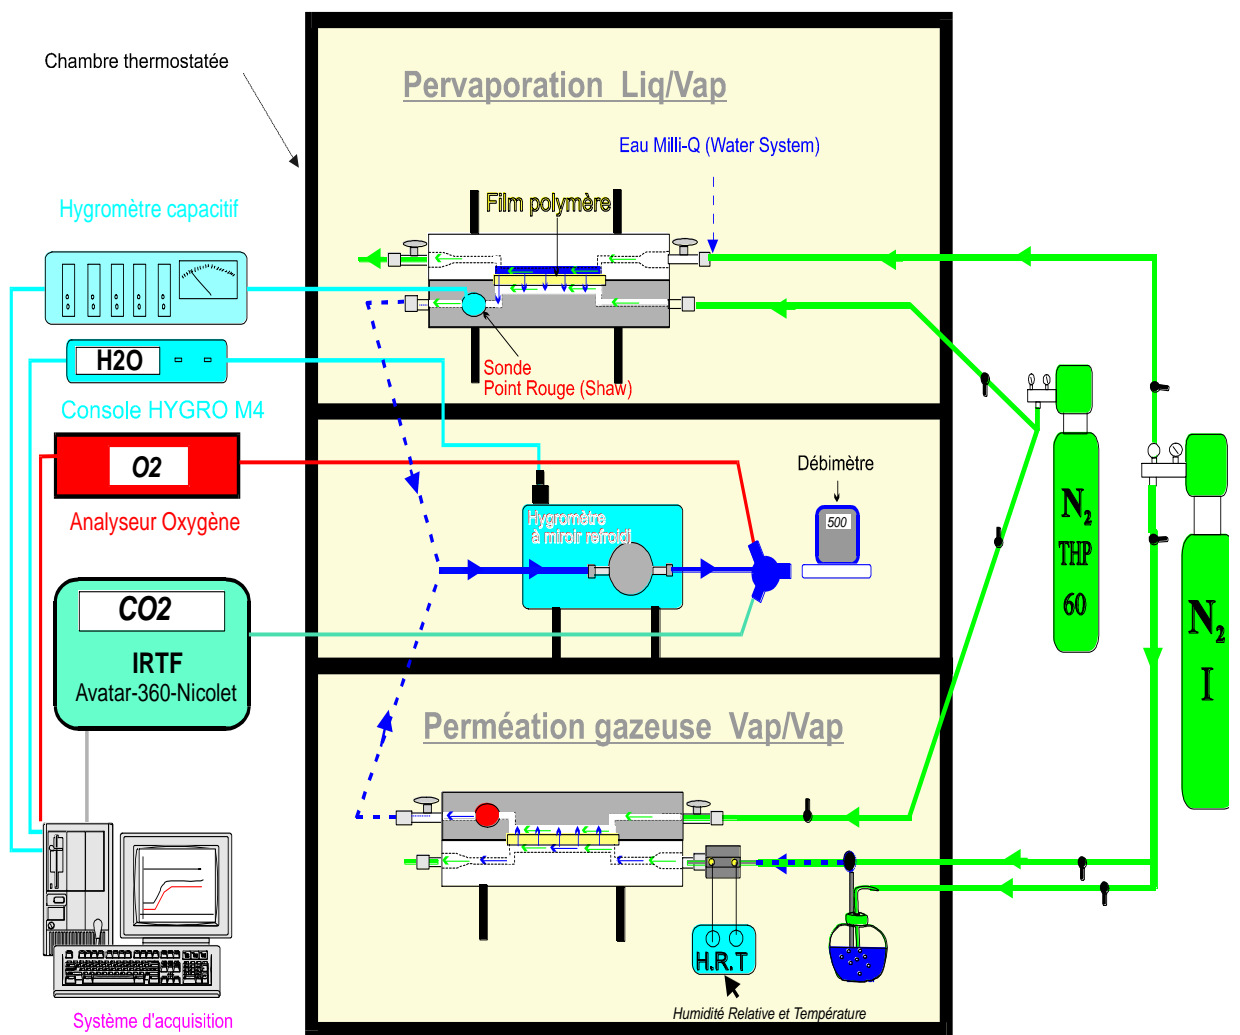 Chambre thermostatée
Pervaporation Liq/Vap
Eau Milli-Q (Water System)
Hygromètre capacitif
Film polymère
H2O
Sonde
Point Rouge (Shaw)
Console HYGRO M4
O2
Analyseur Oxygène
Débimètre
500
Hygromètre
à miroir refroidi
N2
THP
60
CO2
IRTF
Avatar-360-Nicolet
N2
I
Perméation gazeuse Vap/Vap
H.R.T
Humidité Relative et Température
Système d'acquisition